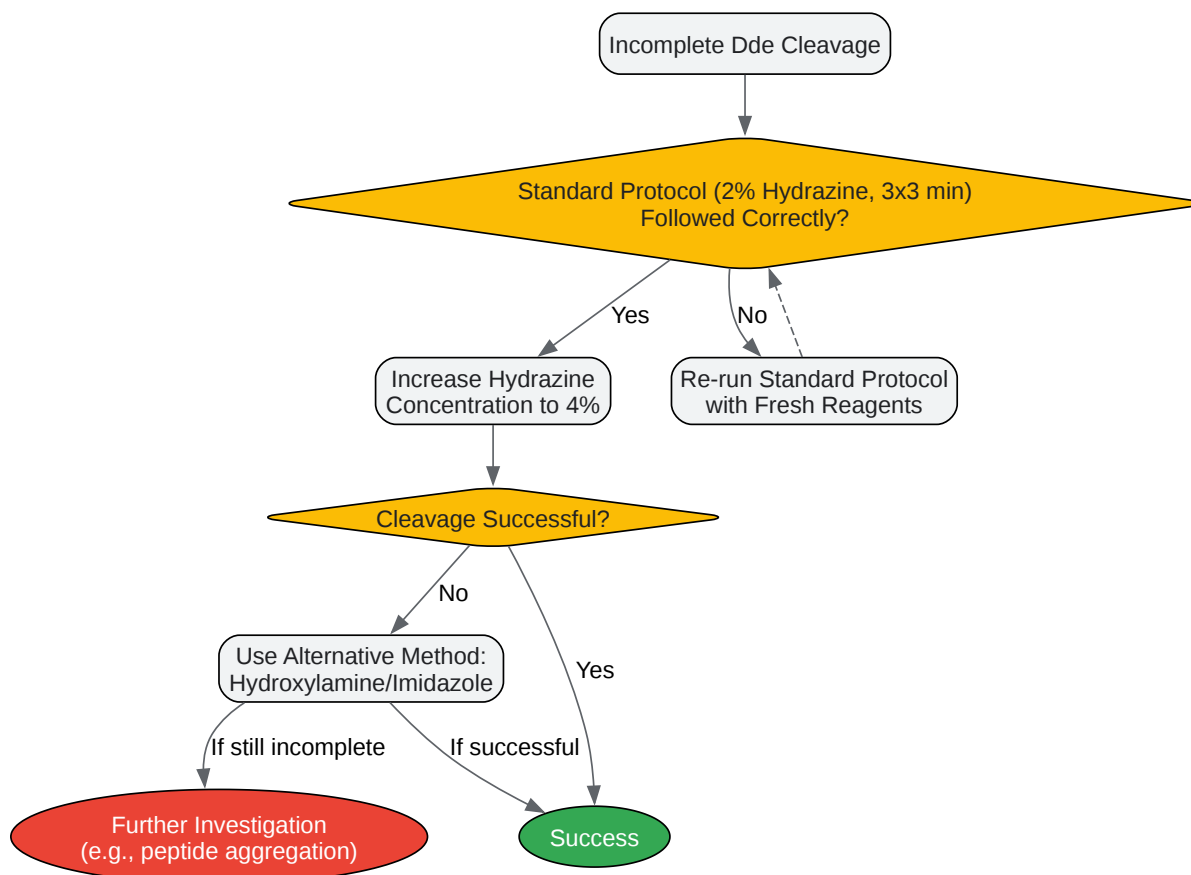 Incomplete Dde Cleavage
Standard Protocol (2% Hydrazine, 3x3 min)
Followed Correctly?
Yes
No
Increase Hydrazine
Concentration to 4%
Re-run Standard Protocol
with Fresh Reagents
Cleavage Successful?
No
Use Alternative Method:
Hydroxylamine/Imidazole
Yes
If still incomplete
If successful
Further Investigation
(e.g., peptide aggregation)
Success